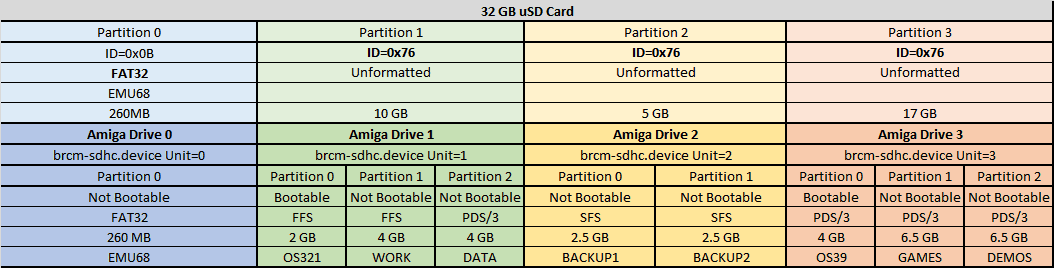 32 GB uSD Card
Partition 0 Partition 1 Partition 2 Partition 3
ID=0x0B ID=0x76 ID=0x76 ID=0x76
FAT32 Unformatted Unformatted Unformatted
EMU68
260MB 10 GB 5 GB 17 GB
Amiga Drive 0 Amiga Drive 1 Amiga Drive 2 Amiga Drive 3
brcm-sdhc.device Unit=0 brcm-sdhc.device Unit=1 brcm-sdhc.device Unit=2 brcm-sdhc.device Unit=3
Partition 0 Partition 0 Partition 1 Partition 2 Partition 0 Partition 1 Partition 0 Partition 1 Partition 2
Not Bootable Bootable Not Bootable Not Bootable Not Bootable Not Bootable Bootable Not Bootable Not Bootable
FAT32 FFS FFS PDS/3 SFS SFS PDS/3 PDS/3 PDS/3
260 MB 2 GB 4 GB 4 GB 2.5 GB 2.5 GB 4 GB 6.5 GB 6.5 GB
EMU68 OS321 WORK DATA BACKUP1 BACKUP2 OS39 GAMES DEMOS